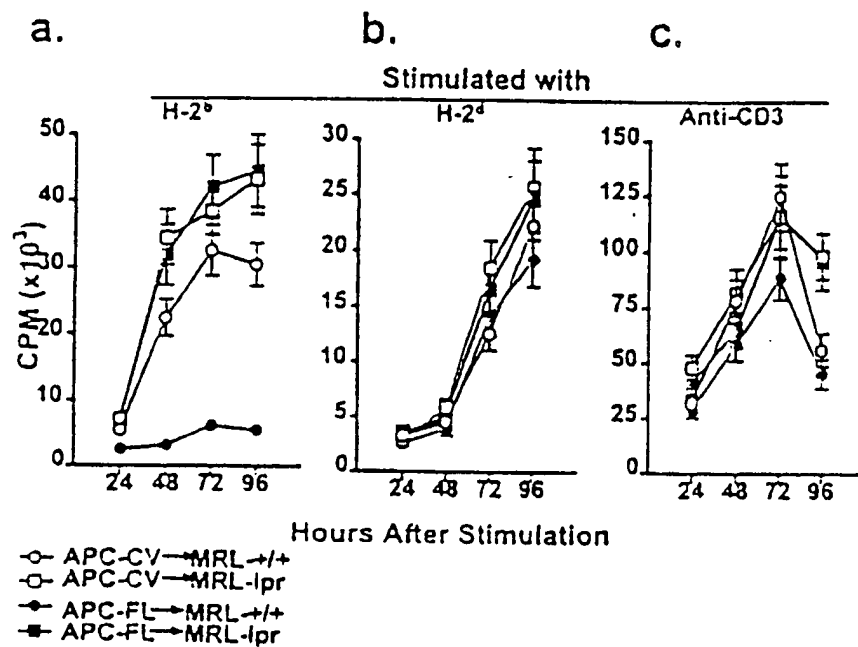 a. b. c.
Stimulated with
H-2ᵇ H-2ᵈ Anti-CD3
50 30 150
40 25 125
30 20 100
20 15 75
10 10 50
0 5 25
0 0
CPM (×10³)
24 48 72 96 24 48 72 96 24 48 72 96
Hours After Stimulation
APC-CV→MRL-+/+
APC-CV→MRL-lpr
APC-FL→MRL-+/+
APC-FL→MRL-lpr